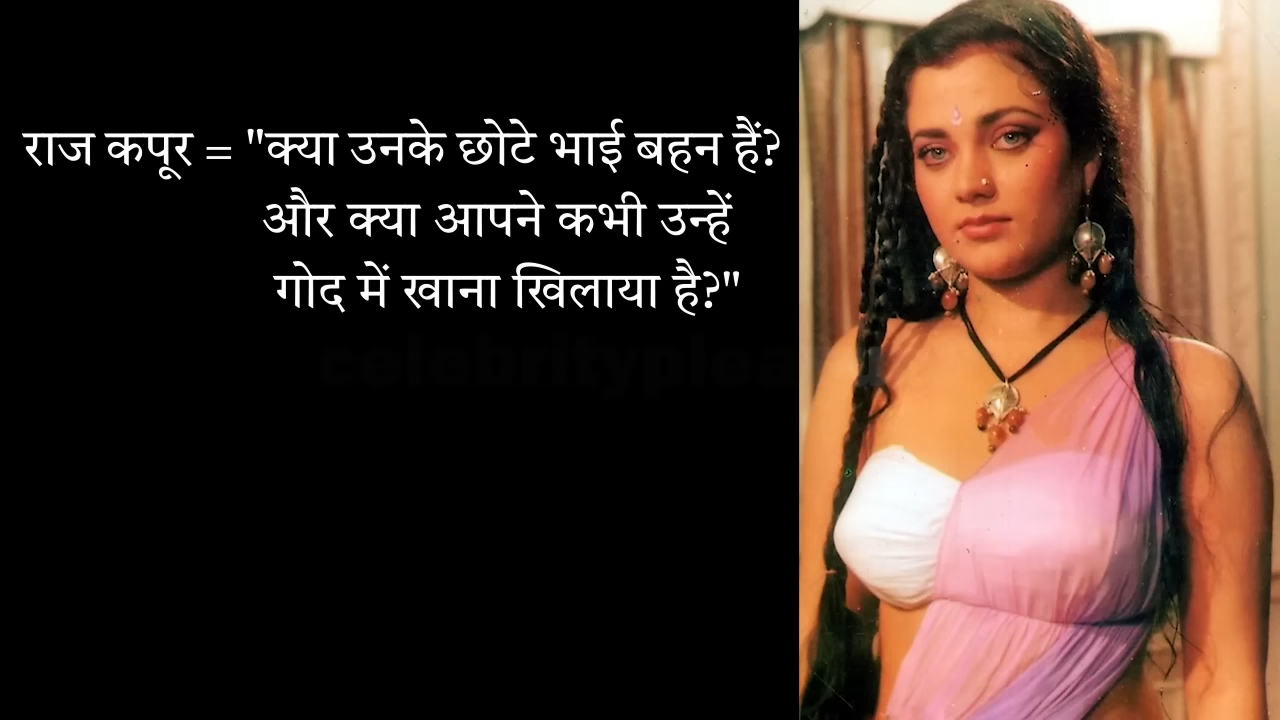 राज कपूर = "क्या उनके छोटे भाई बहन हैं?
और क्या आपने कभी उन्हें
गोद में खाना खिलाया है?"